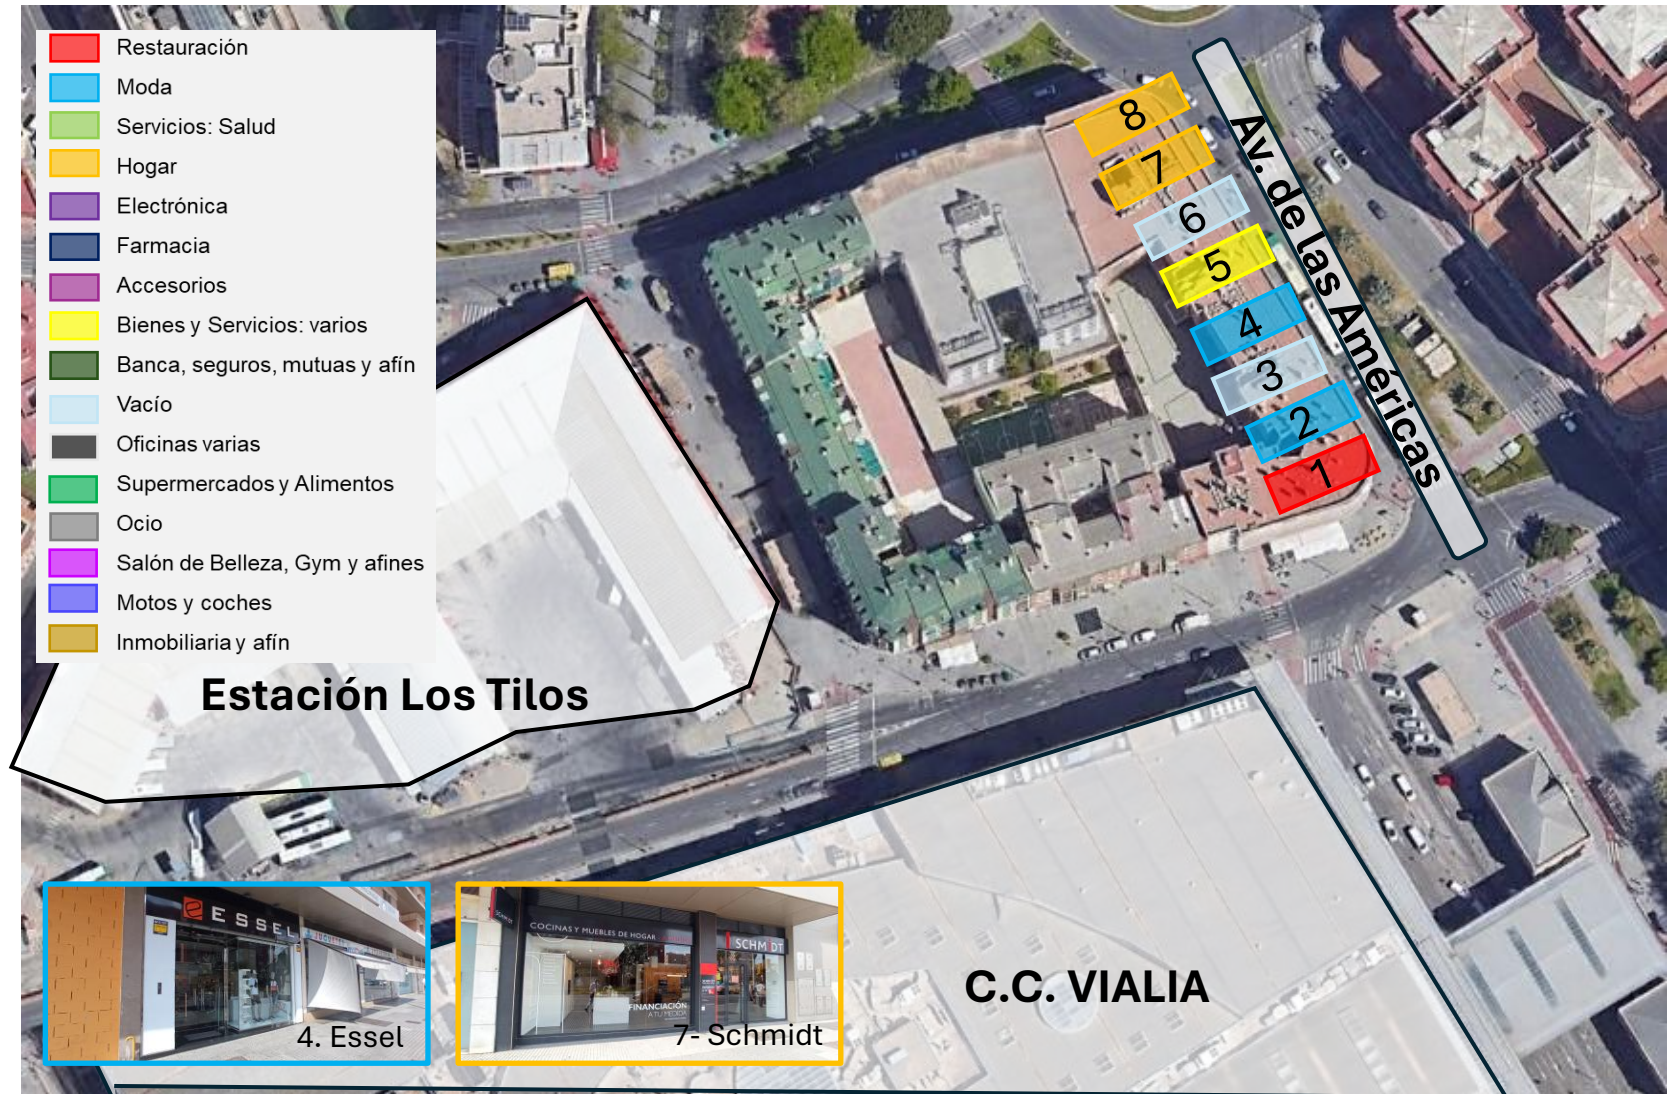 Restauración
Moda
Servicios: Salud
Hogar
Electrónica
Farmacia
Accesorios
Bienes y Servicios: varios
Banca, seguros, mutuas y afín
Vacío
Oficinas varias
Supermercados y Alimentos
Ocio
Salón de Belleza, Gym y afines
Motos y coches
Inmobiliaria y afín
8
7
6
5
4
3
2
1
Av. de las Américas
Estación Los Tilos
C.C. VIALIA
ESSEL
4. Essel
SCHMIDT
COCINAS Y MUEBLES DE HOGAR
SCHMIDT
FINANCIACIÓN
A TU MEDIDA
7- Schmidt